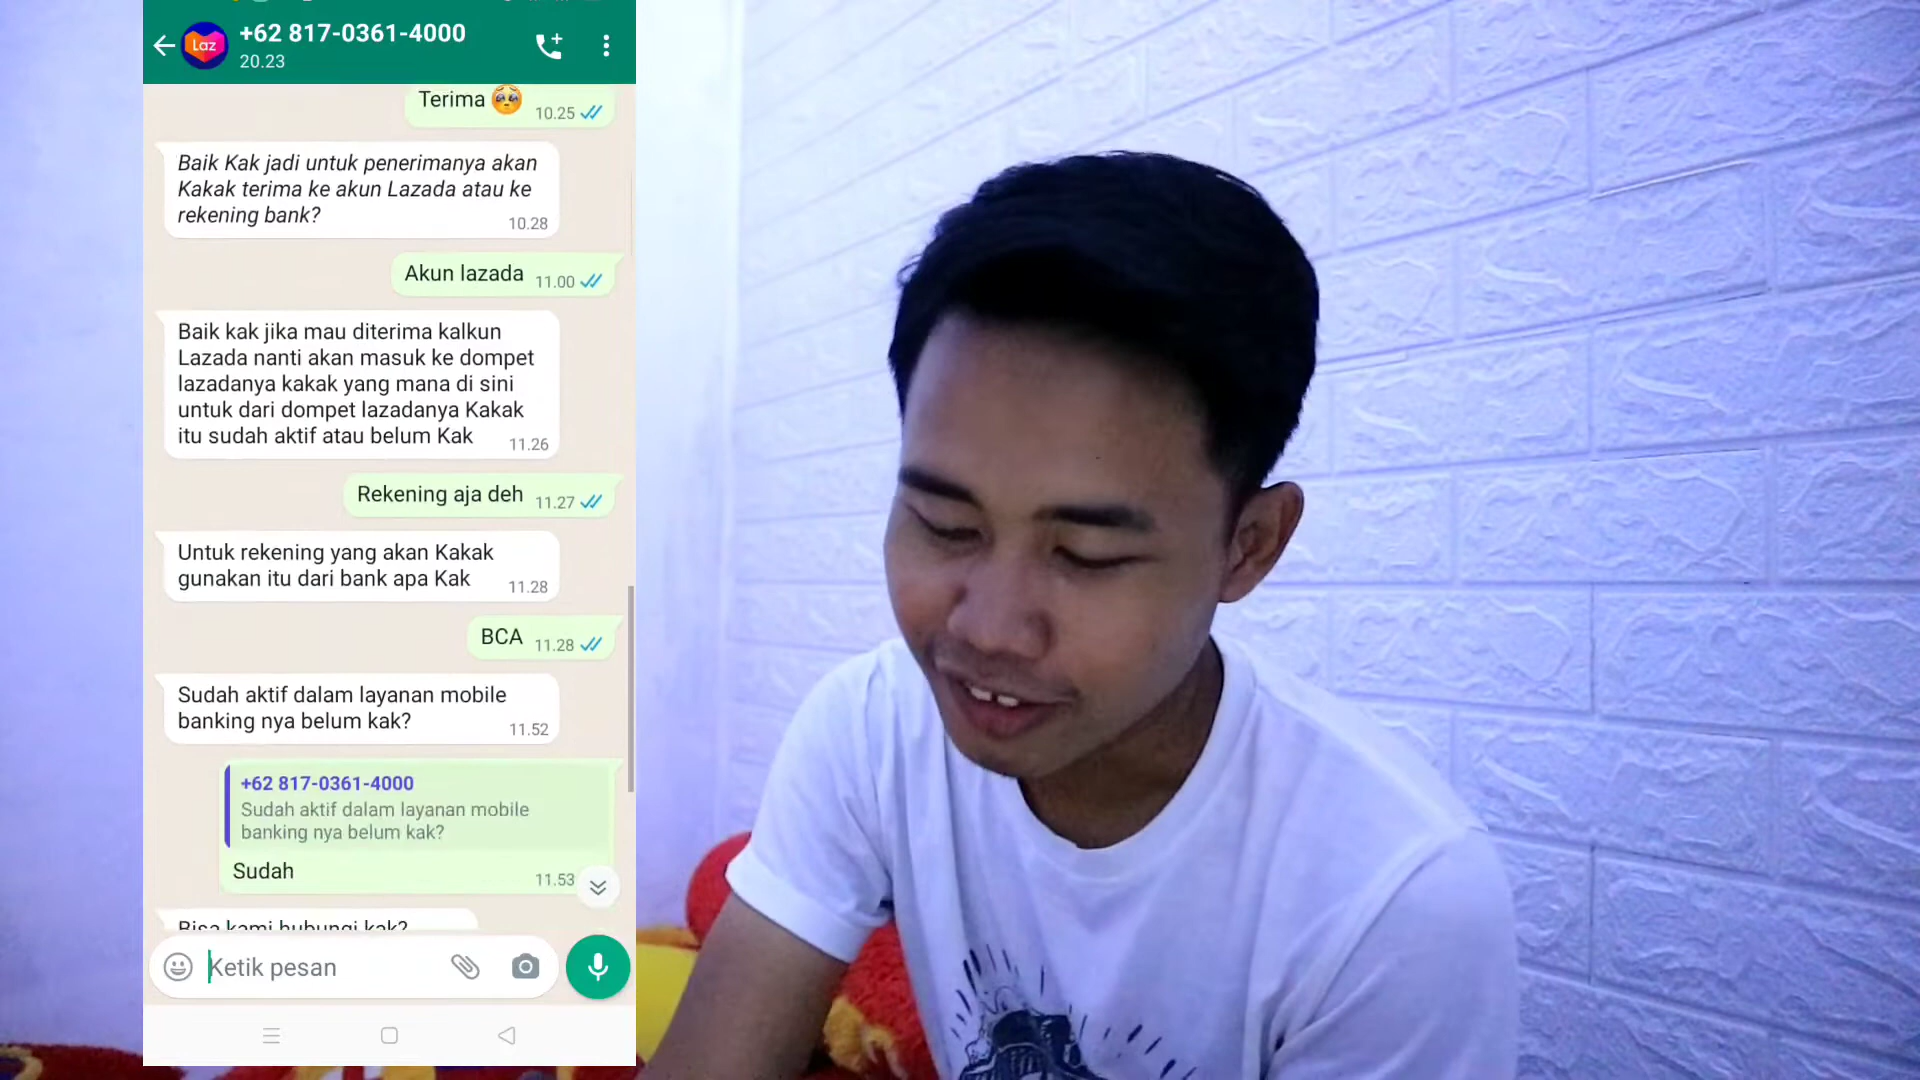 Laz
+62 817-0361-4000
20.23
Terima 🥺 10.25
Baik Kak jadi untuk penerimanya akan
Kakak terima ke akun Lazada atau ke
rekening bank? 10.28
Akun lazada 11.00
Baik kak jika mau diterima kalkun
Lazada nanti akan masuk ke dompet
lazadanya kakak yang mana di sini
untuk dari dompet lazadanya Kakak
itu sudah aktif atau belum Kak 11.26
Rekening aja deh 11.27
Untuk rekening yang akan Kakak
gunakan itu dari bank apa Kak 11.28
BCA 11.28
Sudah aktif dalam layanan mobile
banking nya belum kak? 11.52
+62 817-0361-4000
Sudah aktif dalam layanan mobile
banking nya belum kak?
Sudah 11.53
Bisa kami hubungi kak?
Ketik pesan